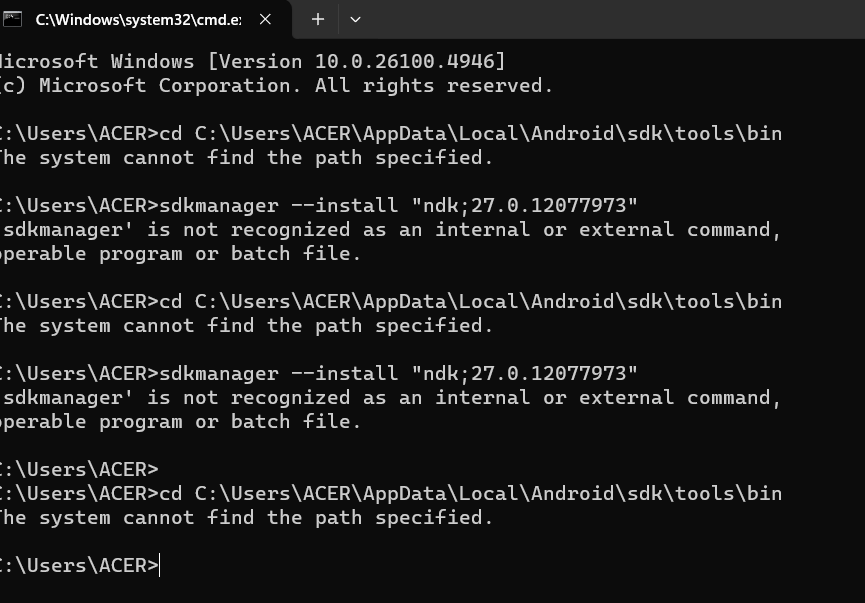 C:\Windows\system32\cmd.e
icrosoft Windows [Version 10.0.26100.4946]
c) Microsoft Corporation. All rights reserved.
:\Users\ACER>cd C:\Users\ACER\AppData\Local\Android\sdk\tools\bin
he system cannot find the path specified.
:\Users\ACER>sdkmanager --install "ndk;27.0.12077973"
sdkmanager' is not recognized as an internal or external command,
perable program or batch file.
:\Users\ACER>cd C:\Users\ACER\AppData\Local\Android\sdk\tools\bin
he system cannot find the path specified.
:\Users\ACER>sdkmanager --install "ndk;27.0.12077973"
sdkmanager' is not recognized as an internal or external command,
perable program or batch file.
:\Users\ACER>
:\Users\ACER>cd C:\Users\ACER\AppData\Local\Android\sdk\tools\bin
he system cannot find the path specified.
:\Users\ACER>